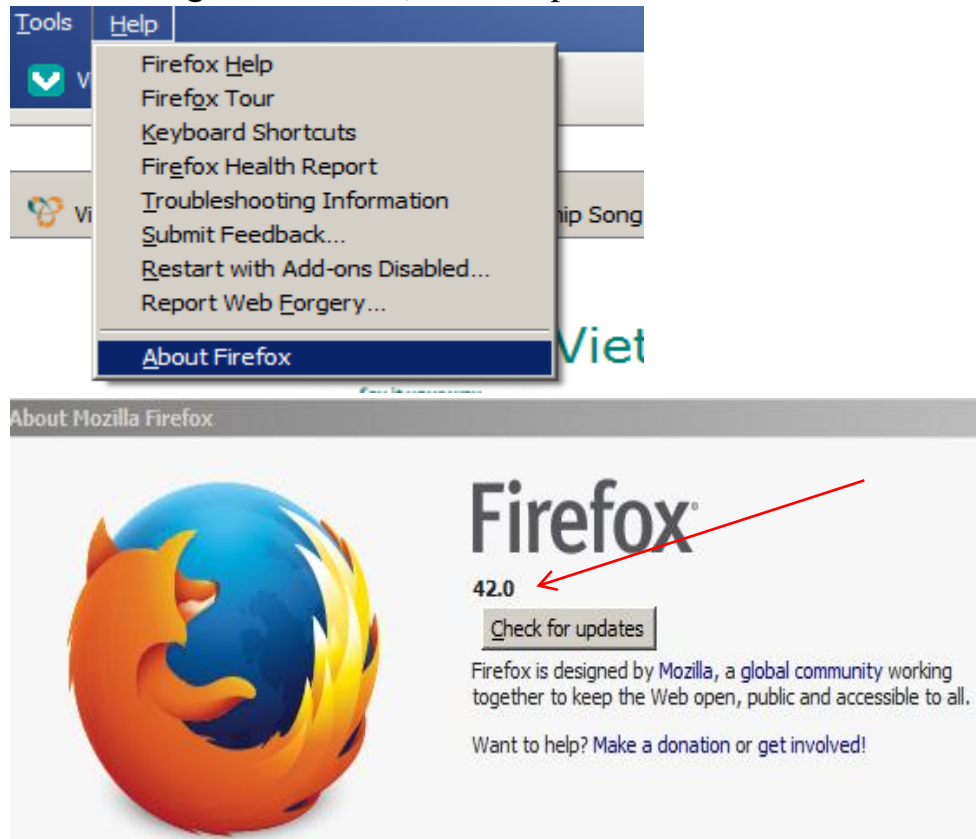 Tools Help
Firefox Help
Firefox Tour
Keyboard Shortcuts
Firefox Health Report
Troubleshooting Information
Submit Feedback...
Restart with Add-ons Disabled...
Report Web Forgery...
About Firefox
Vi
Song
Viet
About Mozilla Firefox
Firefox
42.0
Check for updates
Firefox is designed by Mozilla, a global community working
together to keep the Web open, public and accessible to all.
Want to help? Make a donation or get involved!